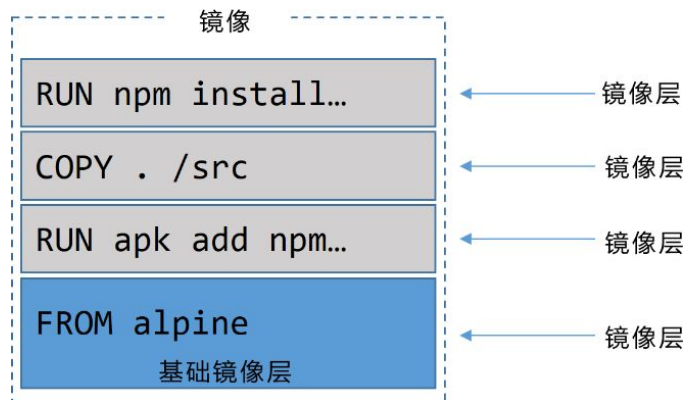 镜像
RUN npm install…
镜像层
COPY . /src
镜像层
RUN apk add npm…
镜像层
FROM alpine
镜像层
基础镜像层